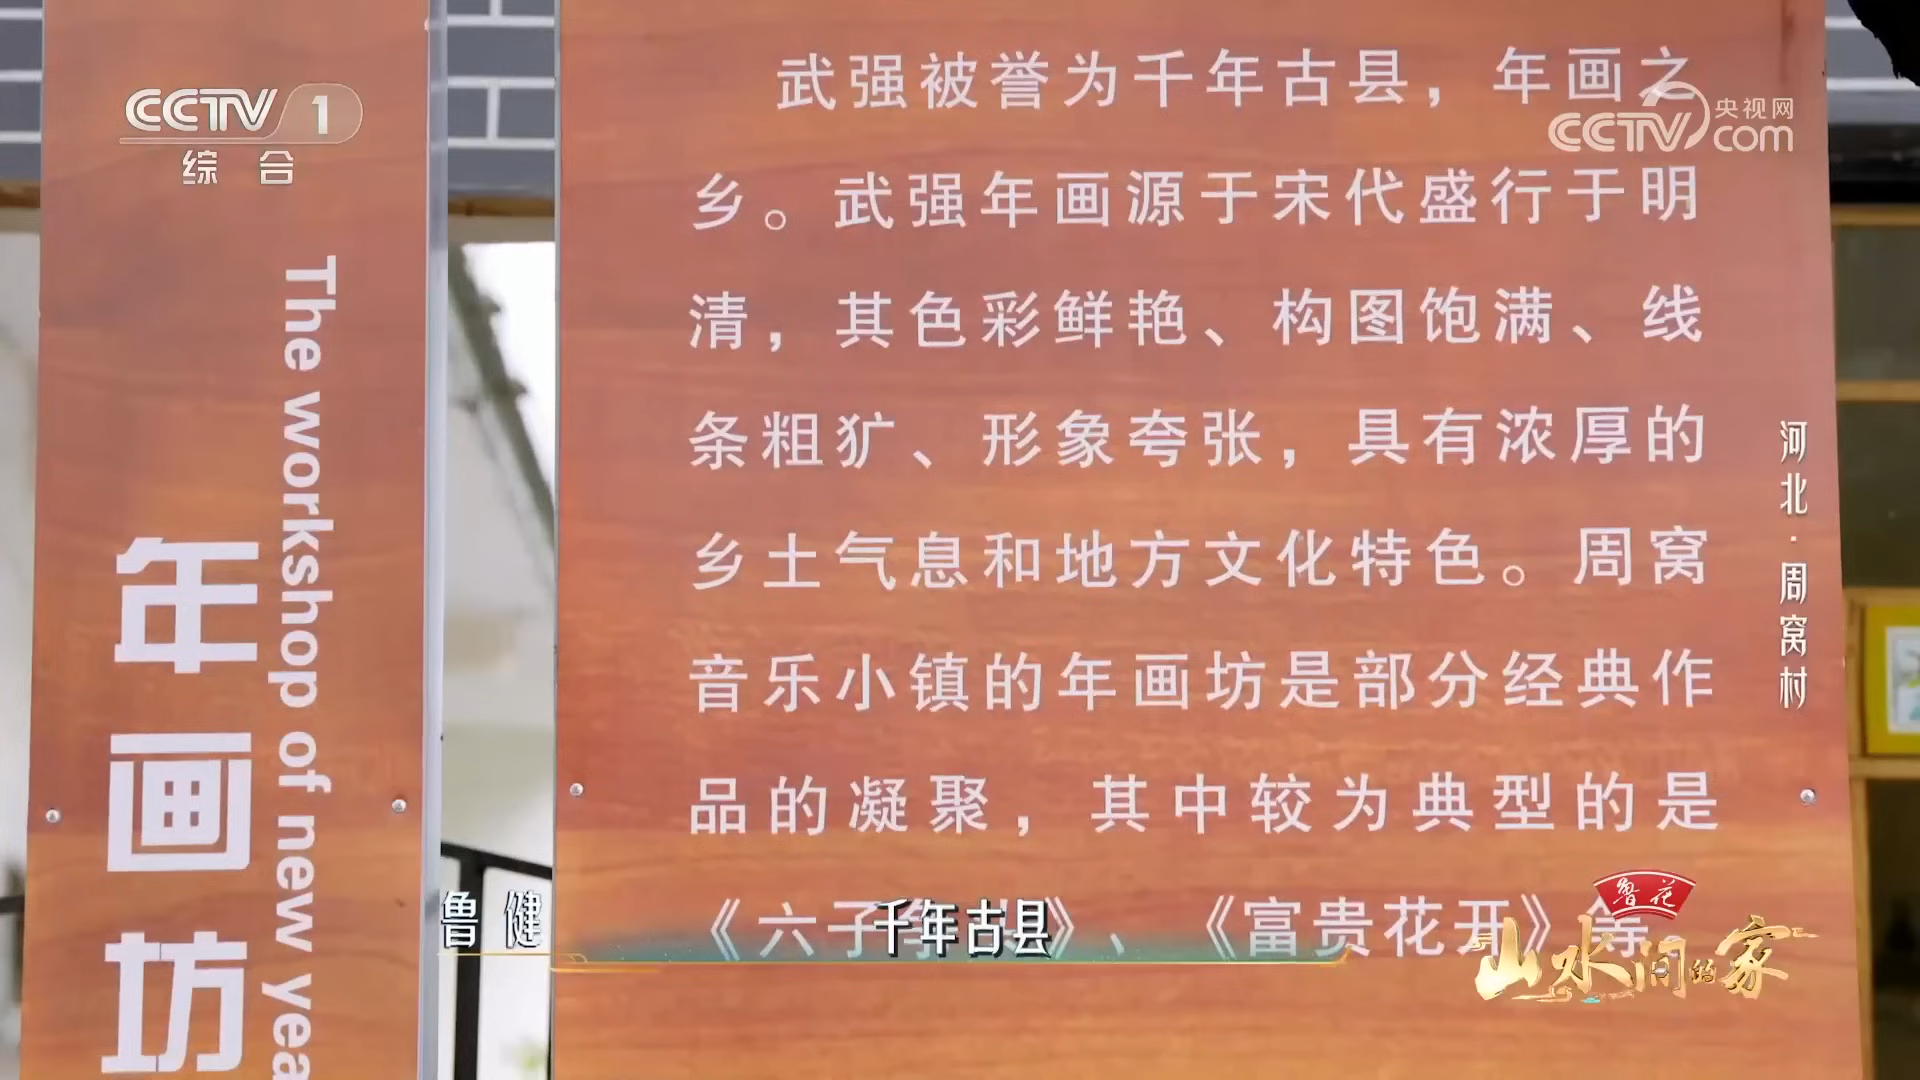 CCTV 1
综合
央视网
CCTV.com
The workshop of new yea
年画坊
武强被誉为千年古县，年画之
乡。武强年画源于宋代盛行于明
清，其色彩鲜艳、构图饱满、线
条粗犷、形象夸张，具有浓厚的
乡土气息和地方文化特色。周窝
音乐小镇的年画坊是部分经典作
品的凝聚，其中较为典型的是
《六子》、《富贵花开》等。
河北·周窝村
鲁健
千年古县
鲁花
山水间的家